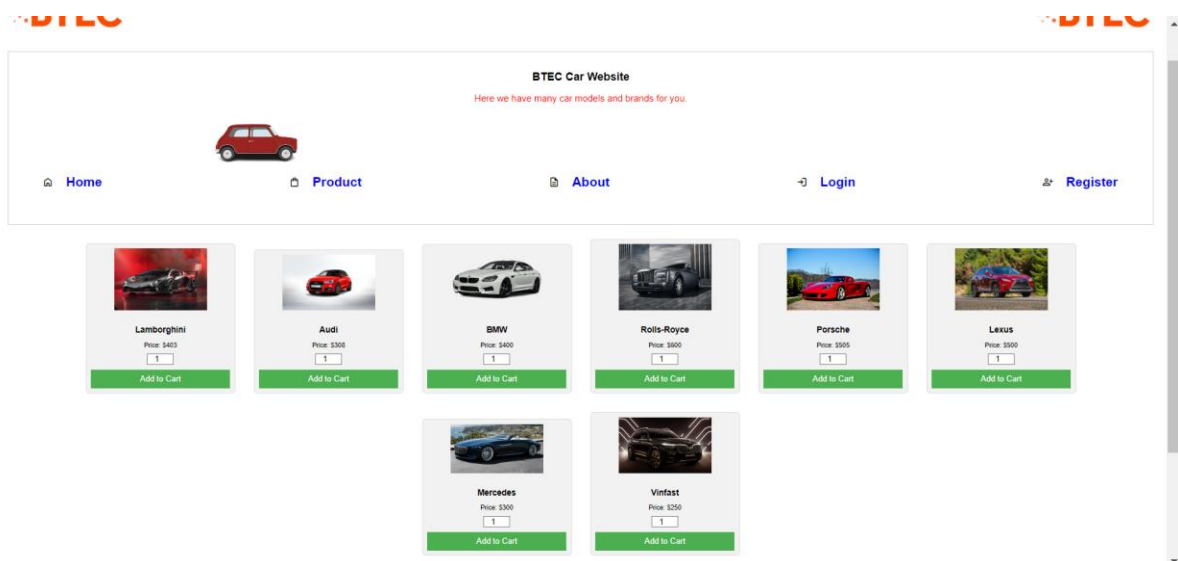 BTEC BTEC
BTEC Car Website
Here we have many car models and brands for you.
Home Product About Login Register
Lamborghini Audi BMW Rolls-Royce Porsche Lexus
Price: $403 Price: $300 Price: $400 Price: $600 Price: $505 Price: $500
1 1 1 1 1 1
Add to Cart Add to Cart Add to Cart Add to Cart Add to Cart Add to Cart
Mercedes Vinfast
Price: $300 Price: $250
1 1
Add to Cart Add to Cart